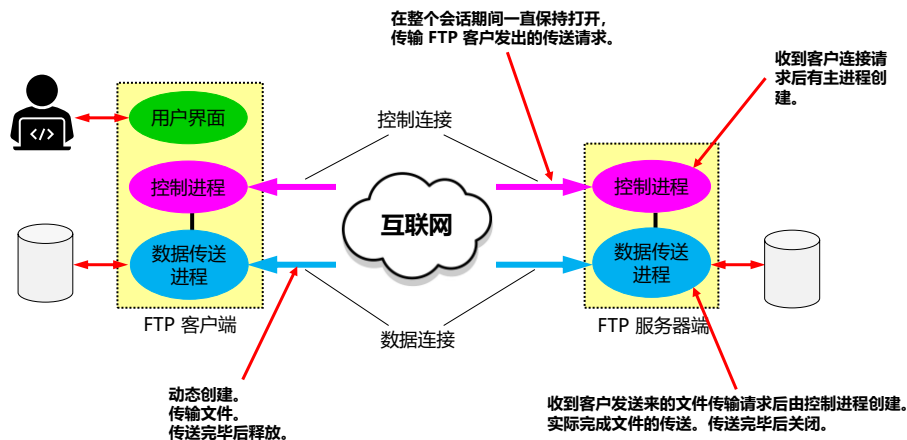 在整个会话期间一直保持打开，
传输 FTP 客户发出的传送请求。
收到客户连接请
求后有主进程创
建。
</>
用户界面
控制连接
控制进程
控制进程
互联网
数据传送
进程
数据传送
进程
FTP 客户端
FTP 服务器端
数据连接
动态创建。
传输文件。
传送完毕后释放。
收到客户发送来的文件传输请求后由控制进程创建。
实际完成文件的传送。传送完毕后关闭。